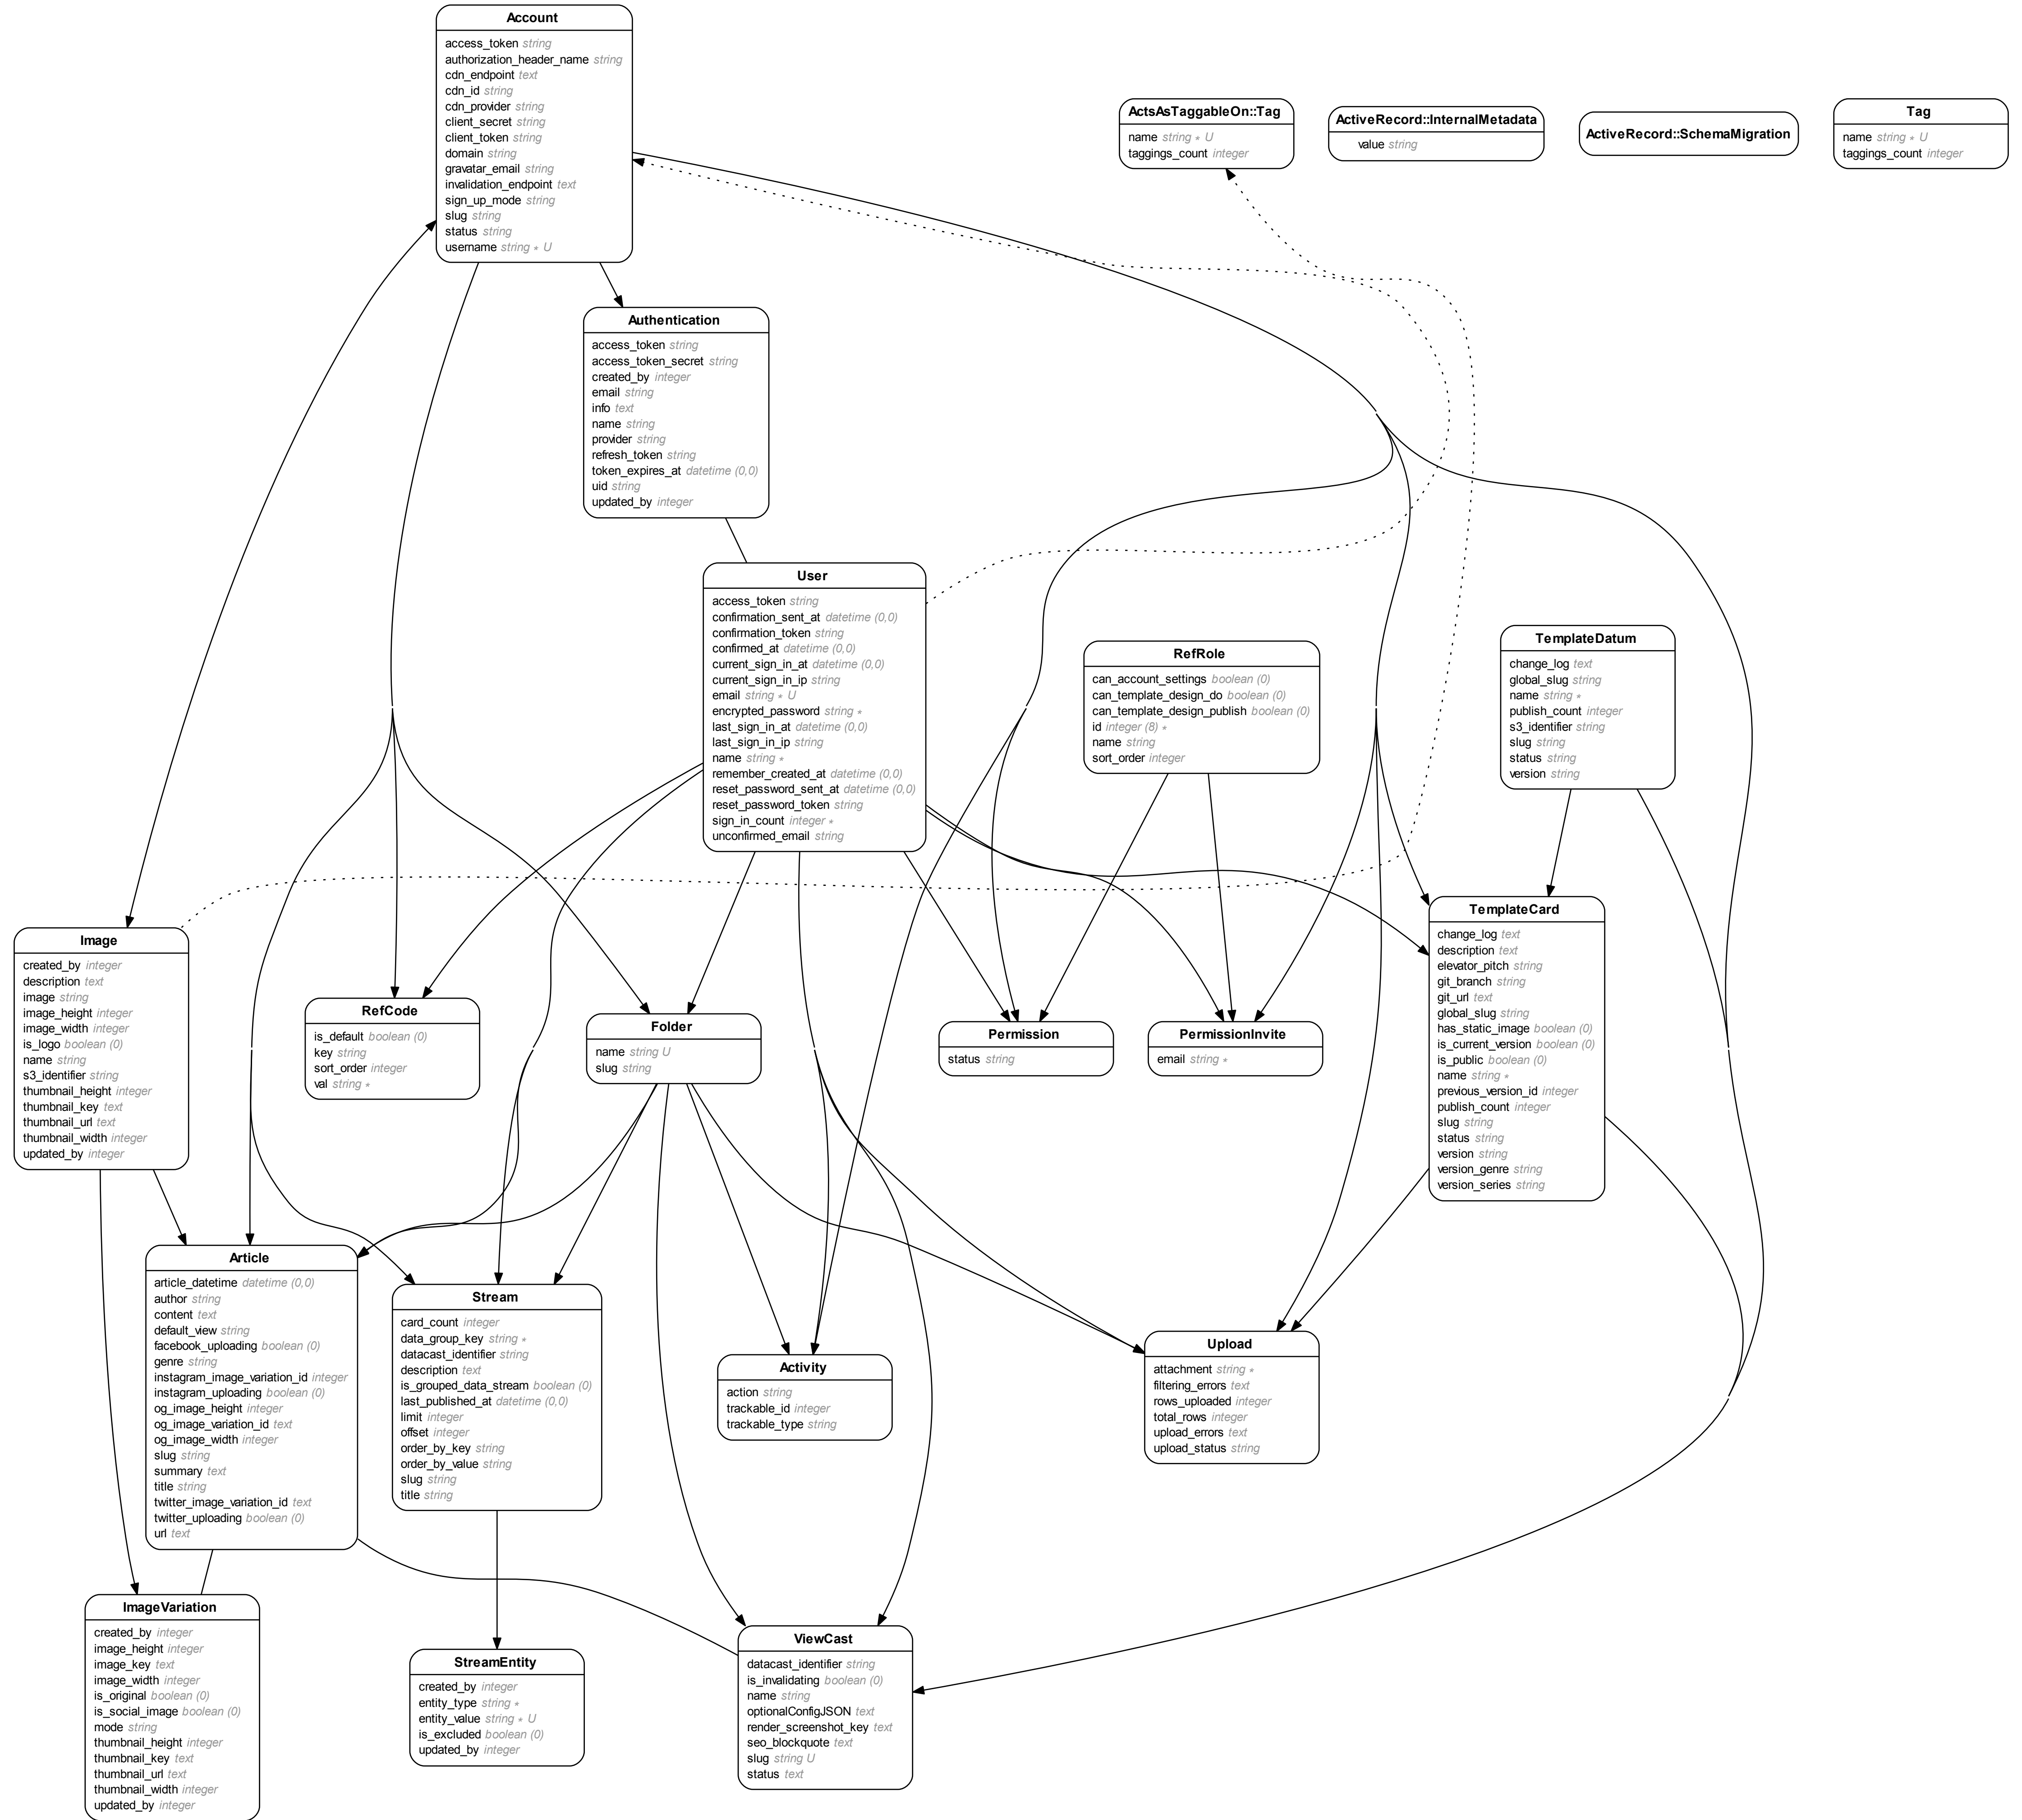 Account
access_token string
authorization_header_name string
cdn_endpoint text
cdn_id string
cdn_provider string
client_secret string
client_token string
domain string
gravatar_email string
invalidation_endpoint text
sign_up_mode string
slug string
status string
username string ∗ U
ActsAsTaggableOn::Tag
name string ∗ U
taggings_count integer
ActiveRecord::InternalMetadata
value string
ActiveRecord::SchemaMigration
Tag
name string ∗ U
taggings_count integer
Authentication
access_token string
access_token_secret string
created_by integer
email string
info text
name string
provider string
refresh_token string
token_expires_at datetime (0,0)
uid string
updated_by integer
User
access_token string
confirmation_sent_at datetime (0,0)
confirmation_token string
confirmed_at datetime (0,0)
current_sign_in_at datetime (0,0)
current_sign_in_ip string
email string ∗ U
encrypted_password string ∗
last_sign_in_at datetime (0,0)
last_sign_in_ip string
name string ∗
remember_created_at datetime (0,0)
reset_password_sent_at datetime (0,0)
reset_password_token string
sign_in_count integer ∗
unconfirmed_email string
RefRole
can_account_settings boolean (0)
can_template_design_do boolean (0)
can_template_design_publish boolean (0)
id integer (8) ∗
name string
sort_order integer
TemplateDatum
change_log text
global_slug string
name string ∗
publish_count integer
s3_identifier string
slug string
status string
version string
TemplateCard
change_log text
description text
elevator_pitch string
git_branch string
git_url text
global_slug string
has_static_image boolean (0)
is_current_version boolean (0)
is_public boolean (0)
name string ∗
previous_version_id integer
publish_count integer
slug string
status string
version string
version_genre string
version_series string
Image
created_by integer
description text
image string
image_height integer
image_width integer
is_logo boolean (0)
name string
s3_identifier string
thumbnail_height integer
thumbnail_key text
thumbnail_url text
thumbnail_width integer
updated_by integer
RefCode
is_default boolean (0)
key string
sort_order integer
val string ∗
Folder
name string U
slug string
Permission
status string
PermissionInvite
email string ∗
Article
article_datetime datetime (0,0)
author string
content text
default_view string
facebook_uploading boolean (0)
genre string
instagram_image_variation_id integer
instagram_uploading boolean (0)
og_image_height integer
og_image_variation_id text
og_image_width integer
slug string
summary text
title string
twitter_image_variation_id text
twitter_uploading boolean (0)
url text
Stream
card_count integer
data_group_key string ∗
datacast_identifier string
description text
is_grouped_data_stream boolean (0)
last_published_at datetime (0,0)
limit integer
offset integer
order_by_key string
order_by_value string
slug string
title string
Activity
action string
trackable_id integer
trackable_type string
Upload
attachment string ∗
filtering_errors text
rows_uploaded integer
total_rows integer
upload_errors text
upload_status string
ImageVariation
created_by integer
image_height integer
image_key text
image_width integer
is_original boolean (0)
is_social_image boolean (0)
mode string
thumbnail_height integer
thumbnail_key text
thumbnail_url text
thumbnail_width integer
updated_by integer
StreamEntity
created_by integer
entity_type string ∗
entity_value string ∗ U
is_excluded boolean (0)
updated_by integer
ViewCast
datacast_identifier string
is_invalidating boolean (0)
name string
optionalConfigJSON text
render_screenshot_key text
seo_blockquote text
slug string U
status text